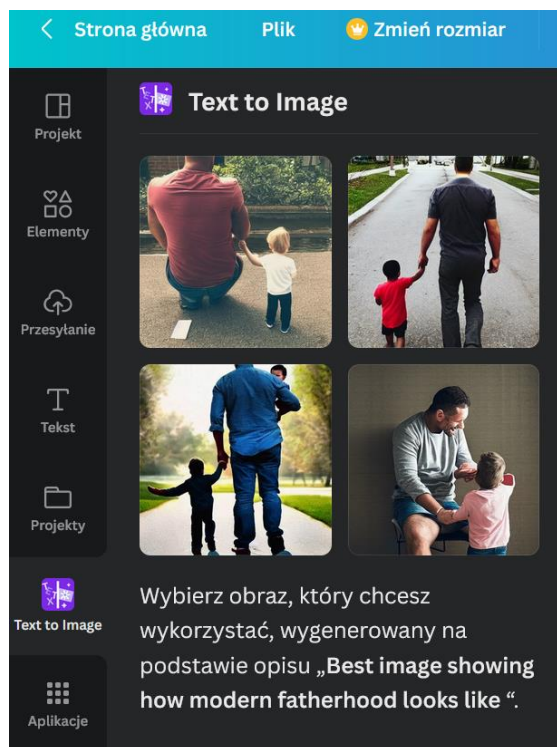 Strona główna Plik Zmień rozmiar
Projekt
Elementy
Przesyłanie
Tekst
Projekty
Text to Image
Aplikacje
Text to Image
Wybierz obraz, który chcesz
wykorzystać, wygenerowany na
podstawie opisu „Best image showing
how modern fatherhood looks like “.